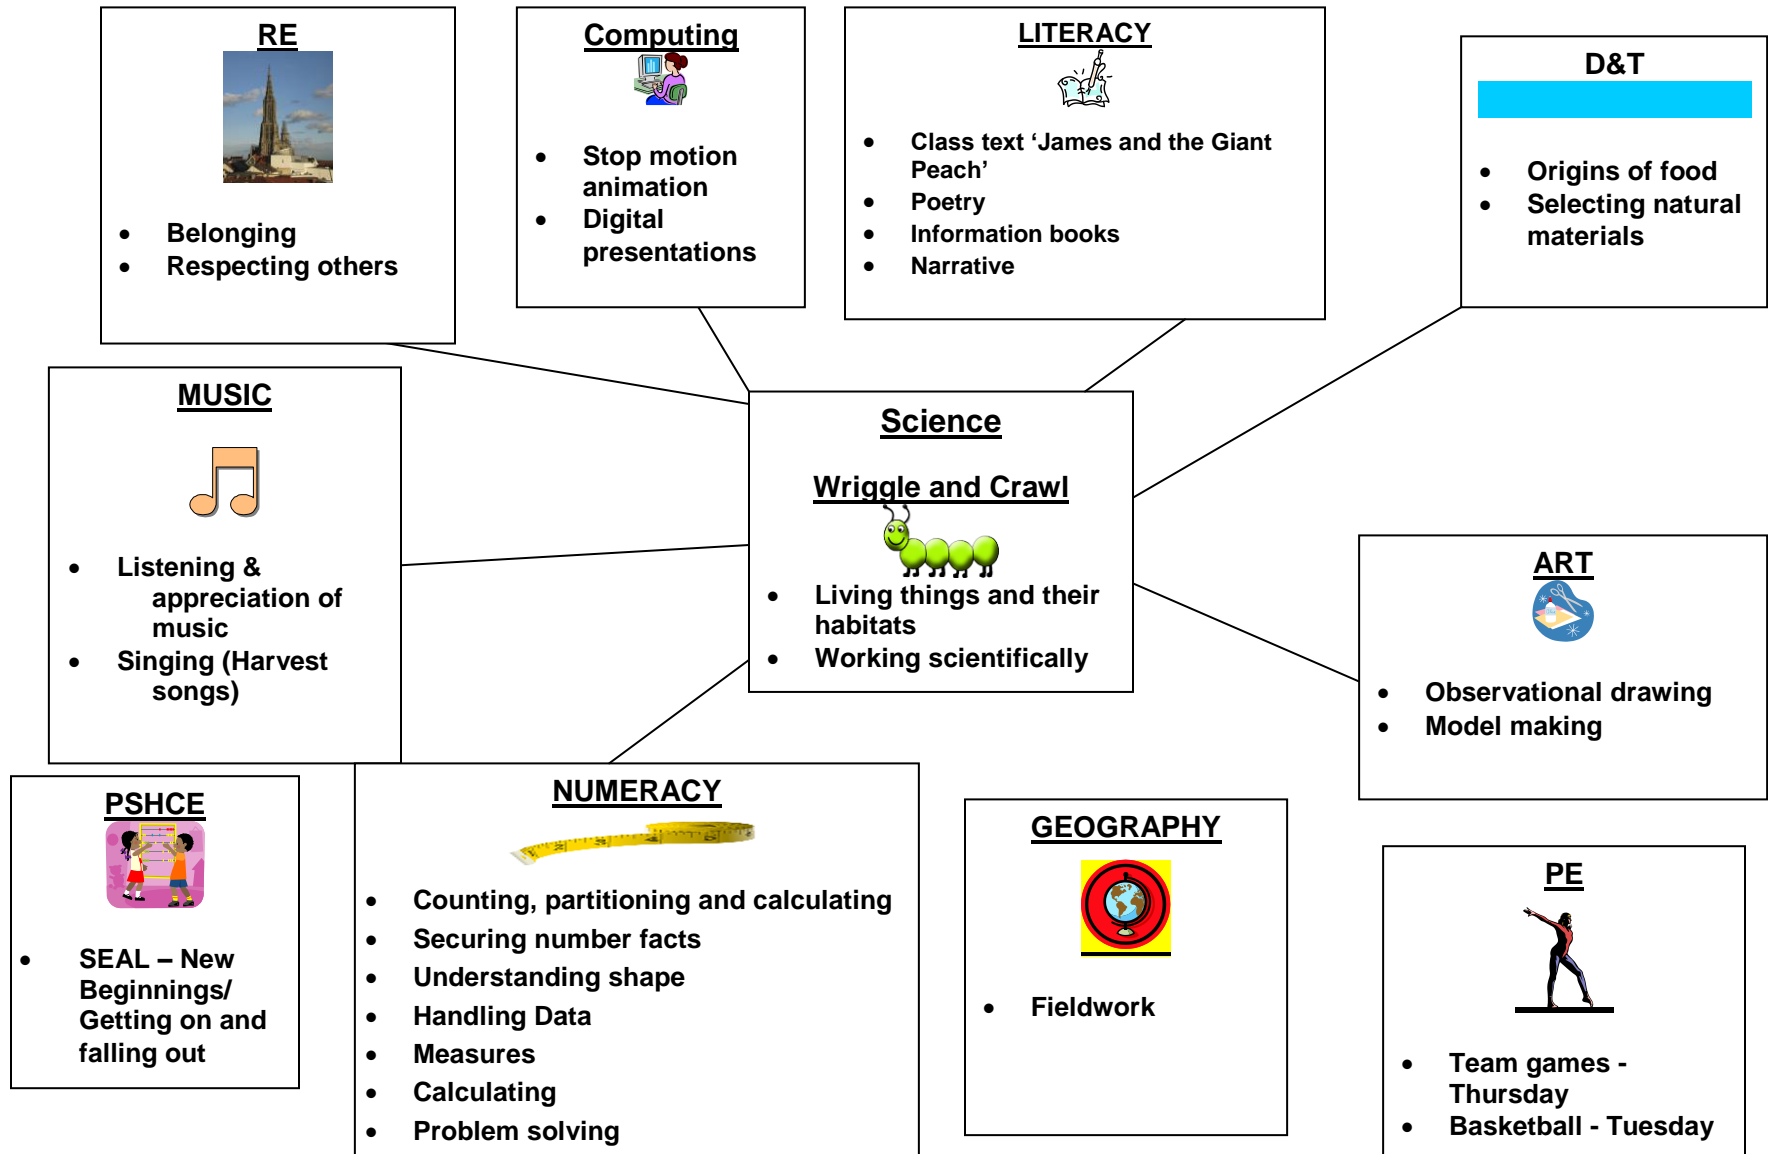 RE
• Belonging
• Respecting others
Computing
• Stop motion
animation
• Digital
presentations
LITERACY
• Class text ‘James and the Giant
Peach’
• Poetry
• Information books
• Narrative
D&T
• Origins of food
• Selecting natural
materials
MUSIC
• Listening &
appreciation of
music
• Singing (Harvest
songs)
Science
Wriggle and Crawl
• Living things and their
habitats
• Working scientifically
ART
• Observational drawing
• Model making
PSHCE
• SEAL – New
Beginnings/
Getting on and
falling out
NUMERACY
• Counting, partitioning and calculating
• Securing number facts
• Understanding shape
• Handling Data
• Measures
• Calculating
• Problem solving
GEOGRAPHY
• Fieldwork
PE
• Team games -
Thursday
• Basketball - Tuesday